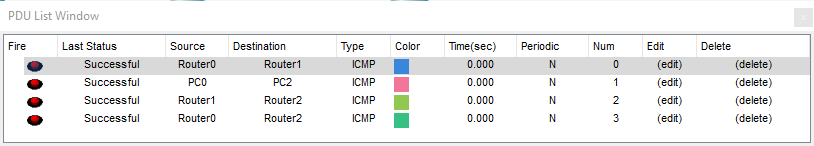 PDU List Window
Fire Last Status Source Destination Type Color Time(sec) Periodic Num Edit Delete
Successful Router0 Router1 ICMP 0.000 N 0 (edit) (delete)
Successful PC0 PC2 ICMP 0.000 N 1 (edit) (delete)
Successful Router1 Router2 ICMP 0.000 N 2 (edit) (delete)
Successful Router0 Router2 ICMP 0.000 N 3 (edit) (delete)